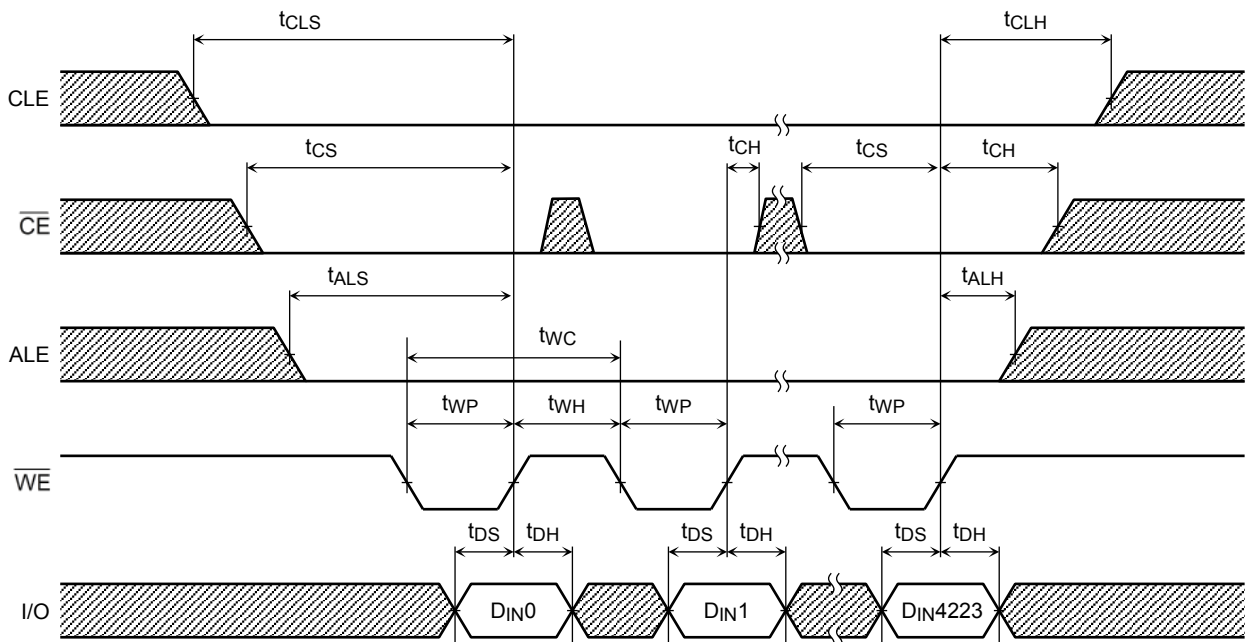 tCLS tCLH
CLE
tCS tCH tCS tCH
CE
tALS tALH
ALE
tWC
tWP tWH tWP tWP
WE
tDS tDH tDS tDH tDS tDH
I/O DIN0 DIN1 DIN4223